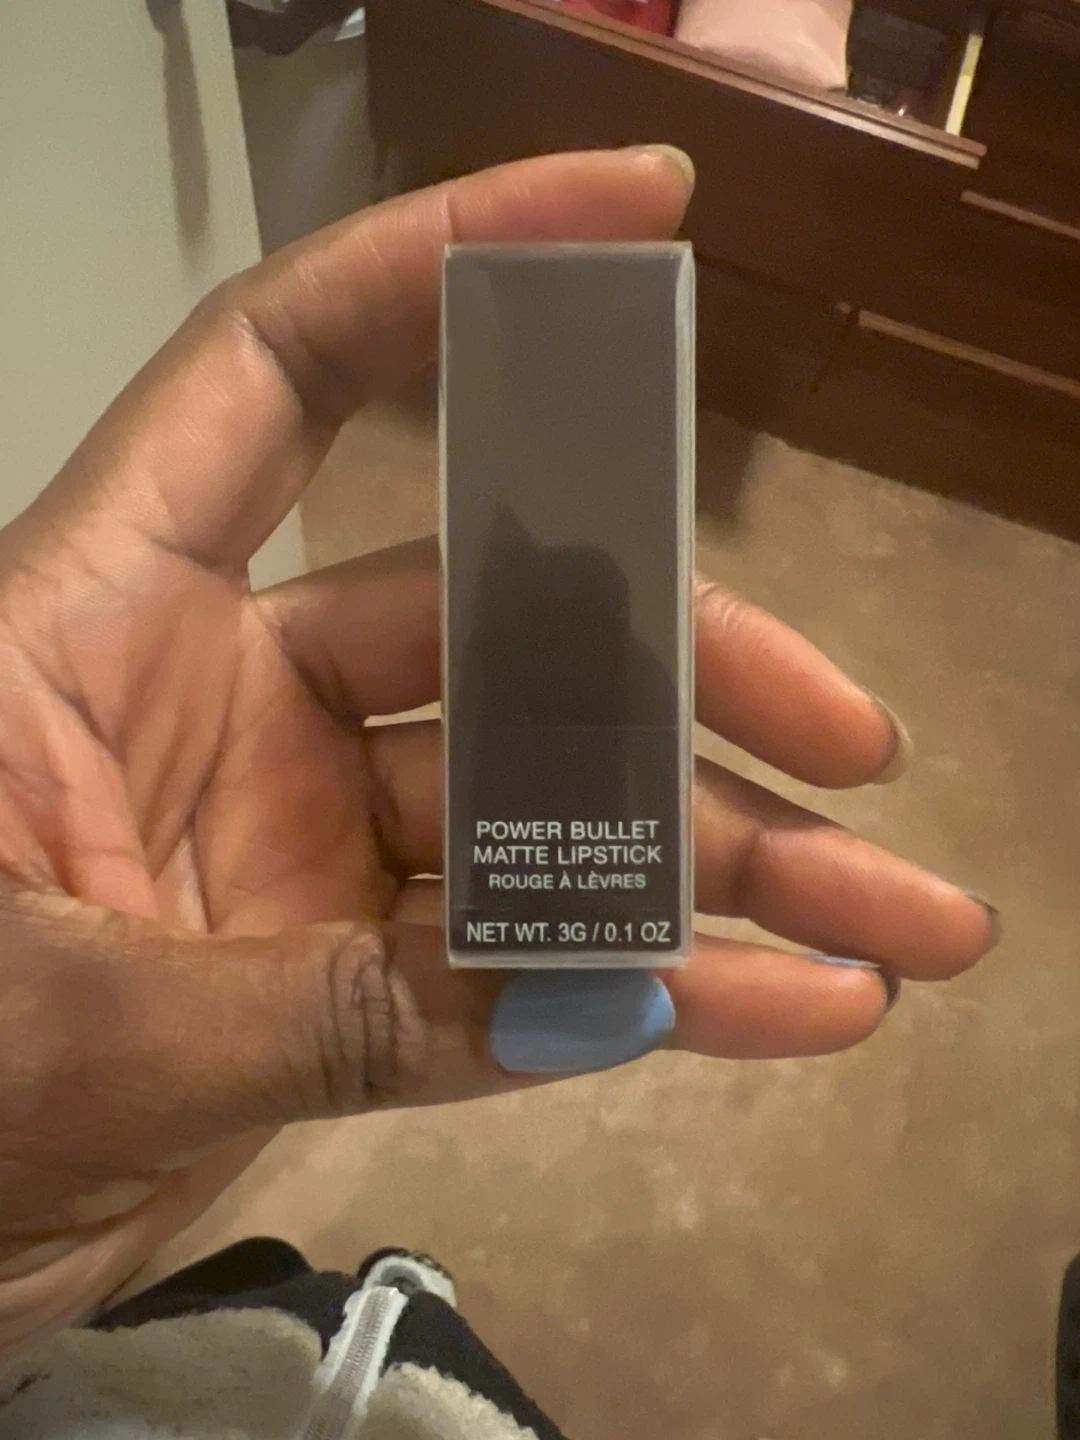 POWER BULLET
MATTE LIPSTICK
ROUGE À LÈVRES
NET WT. 3G / 0.1 OZ